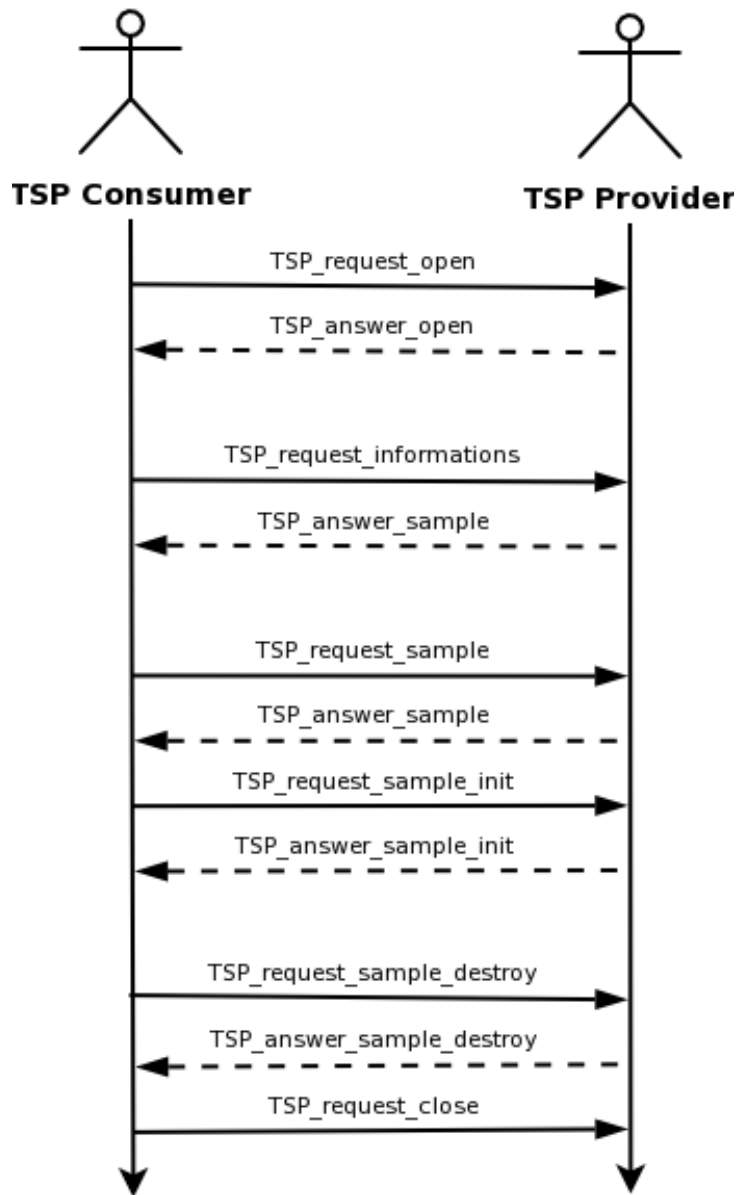 TSP Consumer
TSP Provider
TSP_request_open
TSP_answer_open
TSP_request_informations
TSP_answer_sample
TSP_request_sample
TSP_answer_sample
TSP_request_sample_init
TSP_answer_sample_init
TSP_request_sample_destroy
TSP_answer_sample_destroy
TSP_request_close